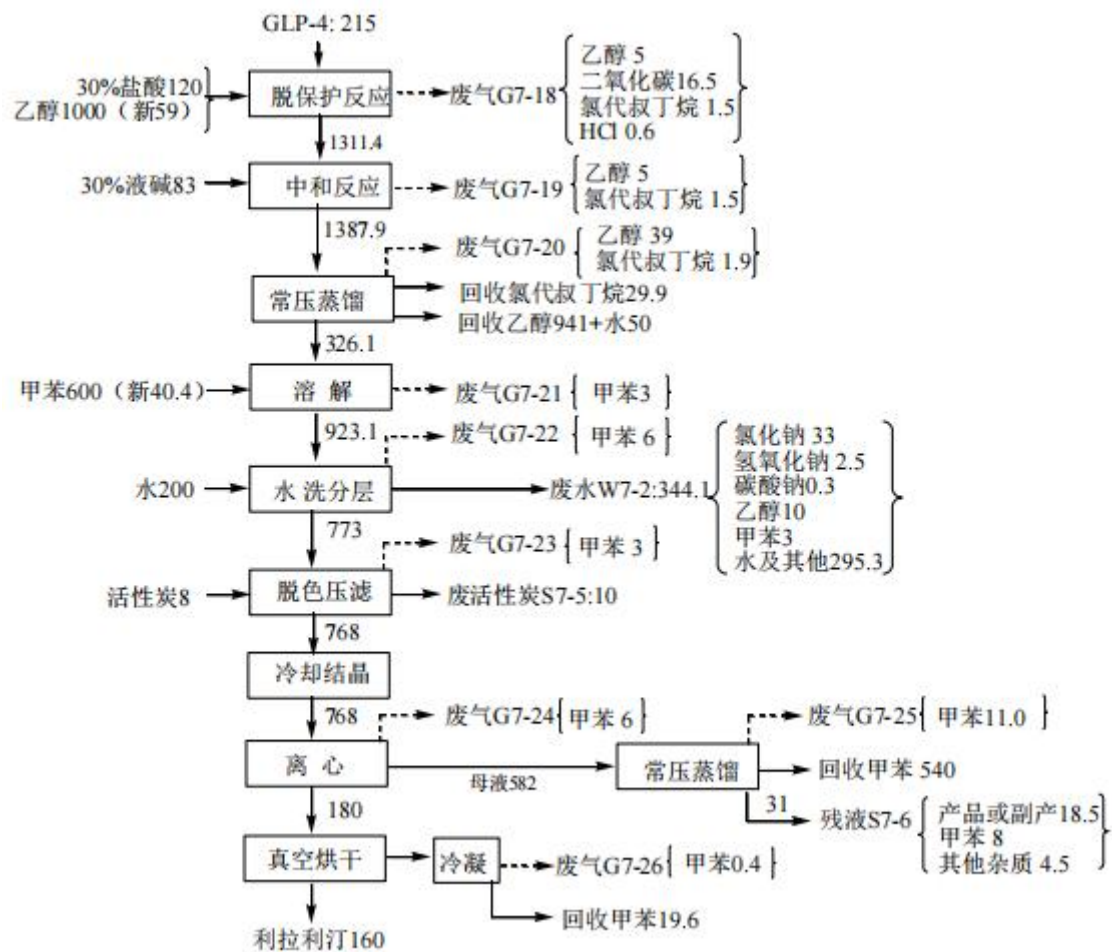 GLP-4: 215
30%盐酸120
乙醇1000（新59）
脱保护反应
废气G7-18
乙醇 5
二氧化碳16.5
氯代叔丁烷 1.5
HCl 0.6
1311.4
30%液碱83
中和反应
废气G7-19
乙醇 5
氯代叔丁烷 1.5
1387.9
废气G7-20
乙醇 39
氯代叔丁烷 1.9
常压蒸馏
回收氯代叔丁烷29.9
回收乙醇941+水50
326.1
甲苯600（新40.4）
溶 解
废气G7-21
甲苯3
923.1
废气G7-22
甲苯 6
水200
水 洗分层
废水W7-2:344.1
氯化钠 33
氢氧化钠 2.5
碳酸钠0.3
乙醇10
甲苯3
水及其他295.3
773
废气G7-23
甲苯 3
活性炭8
脱色压滤
废活性炭S7-5:10
768
冷却结晶
768
废气G7-24
甲苯 6
废气G7-25
甲苯11.0
离 心
母液582
常压蒸馏
回收甲苯 540
180
31
残液S7-6
产品或副产18.5
甲苯 8
其他杂质 4.5
真空烘干
冷凝
废气G7-26
甲苯0.4
回收甲苯19.6
利拉利汀160